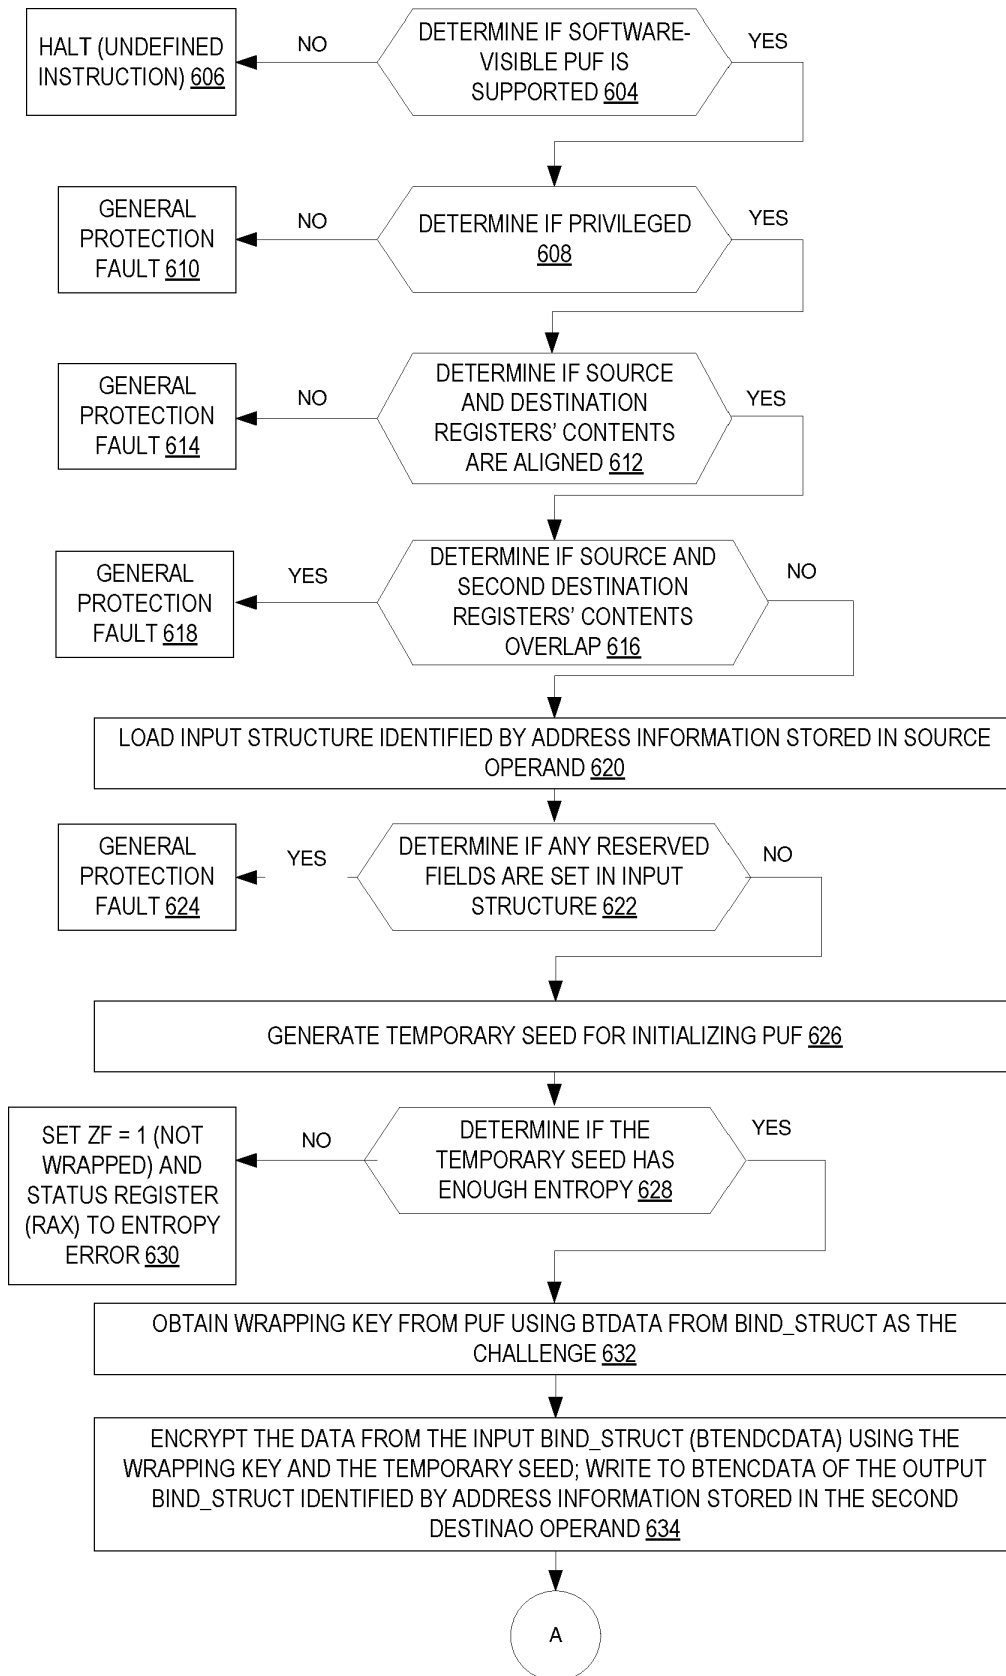 DETERMINE IF SOFTWARE-
VISIBLE PUF IS
SUPPORTED 604
NO
YES
HALT (UNDEFINED
INSTRUCTION) 606
DETERMINE IF PRIVILEGED
608
NO
YES
GENERAL
PROTECTION
FAULT 610
DETERMINE IF SOURCE
AND DESTINATION
REGISTERS' CONTENTS
ARE ALIGNED 612
NO
YES
GENERAL
PROTECTION
FAULT 614
DETERMINE IF SOURCE AND
SECOND DESTINATION
REGISTERS' CONTENTS
OVERLAP 616
YES
NO
GENERAL
PROTECTION
FAULT 618
LOAD INPUT STRUCTURE IDENTIFIED BY ADDRESS INFORMATION STORED IN SOURCE
OPERAND 620
DETERMINE IF ANY RESERVED
FIELDS ARE SET IN INPUT
STRUCTURE 622
YES
NO
GENERAL
PROTECTION
FAULT 624
GENERATE TEMPORARY SEED FOR INITIALIZING PUF 626
DETERMINE IF THE
TEMPORARY SEED HAS
ENOUGH ENTROPY 628
NO
YES
SET ZF = 1 (NOT
WRAPPED) AND
STATUS REGISTER
(RAX) TO ENTROPY
ERROR 630
OBTAIN WRAPPING KEY FROM PUF USING BTDATA FROM BIND_STRUCT AS THE
CHALLENGE 632
ENCRYPT THE DATA FROM THE INPUT BIND_STRUCT (BTENDCDATA) USING THE
WRAPPING KEY AND THE TEMPORARY SEED; WRITE TO BTENCDATA OF THE OUTPUT
BIND_STRUCT IDENTIFIED BY ADDRESS INFORMATION STORED IN THE SECOND
DESTINAO OPERAND 634
A